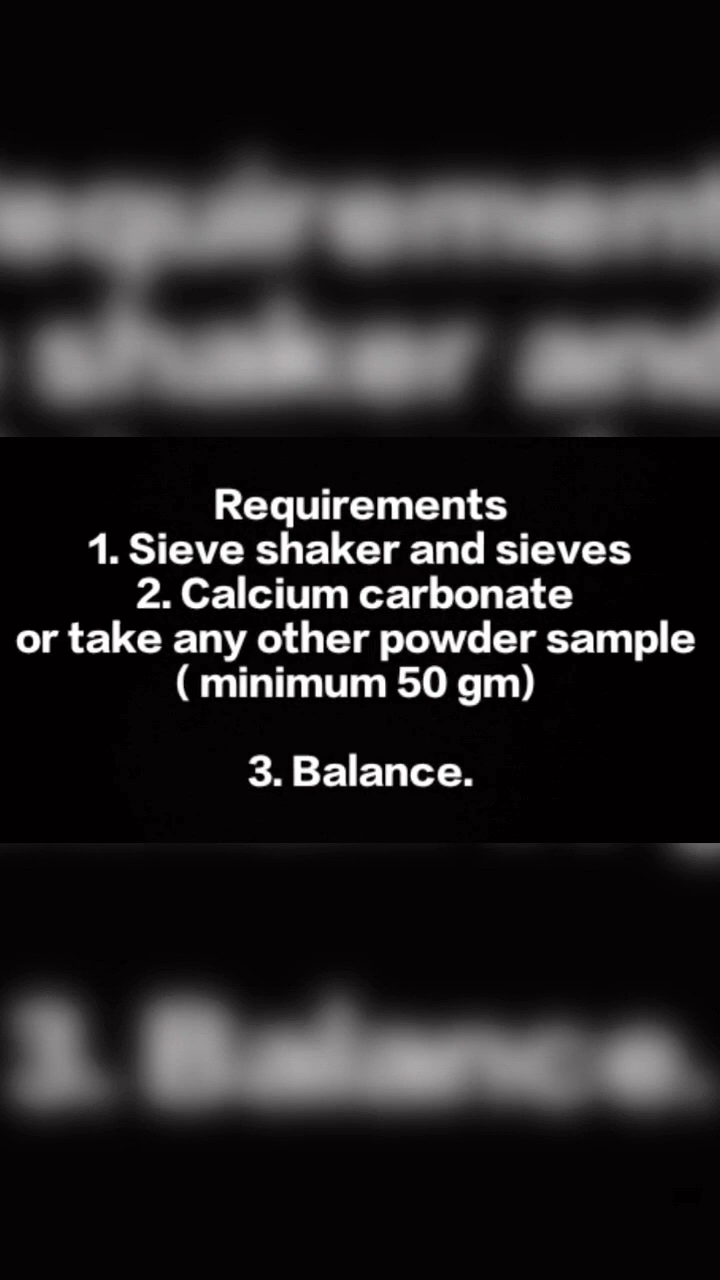 Requirements
1. Sieve shaker and sieves
2. Calcium carbonate
or take any other powder sample
( minimum 50 gm)
3. Balance.